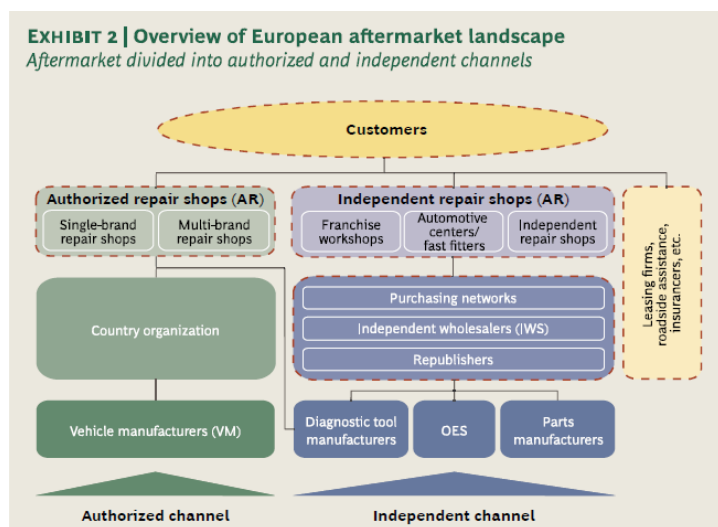 EXHIBIT 2 | Overview of European aftermarket landscape
Aftermarket divided into authorized and independent channels
Customers
Authorized repair shops (AR)
Single-brand
repair shops
Multi-brand
repair shops
Independent repair shops (AR)
Franchise
workshops
Automotive
centers/
fast fitters
Independent
repair shops
Leasing firms,
roadside assistance,
insurancers, etc.
Country organization
Purchasing networks
Independent wholesalers (IWS)
Republishers
Vehicle manufacturers (VM)
Diagnostic tool
manufacturers
OES
Parts
manufacturers
Authorized channel
Independent channel